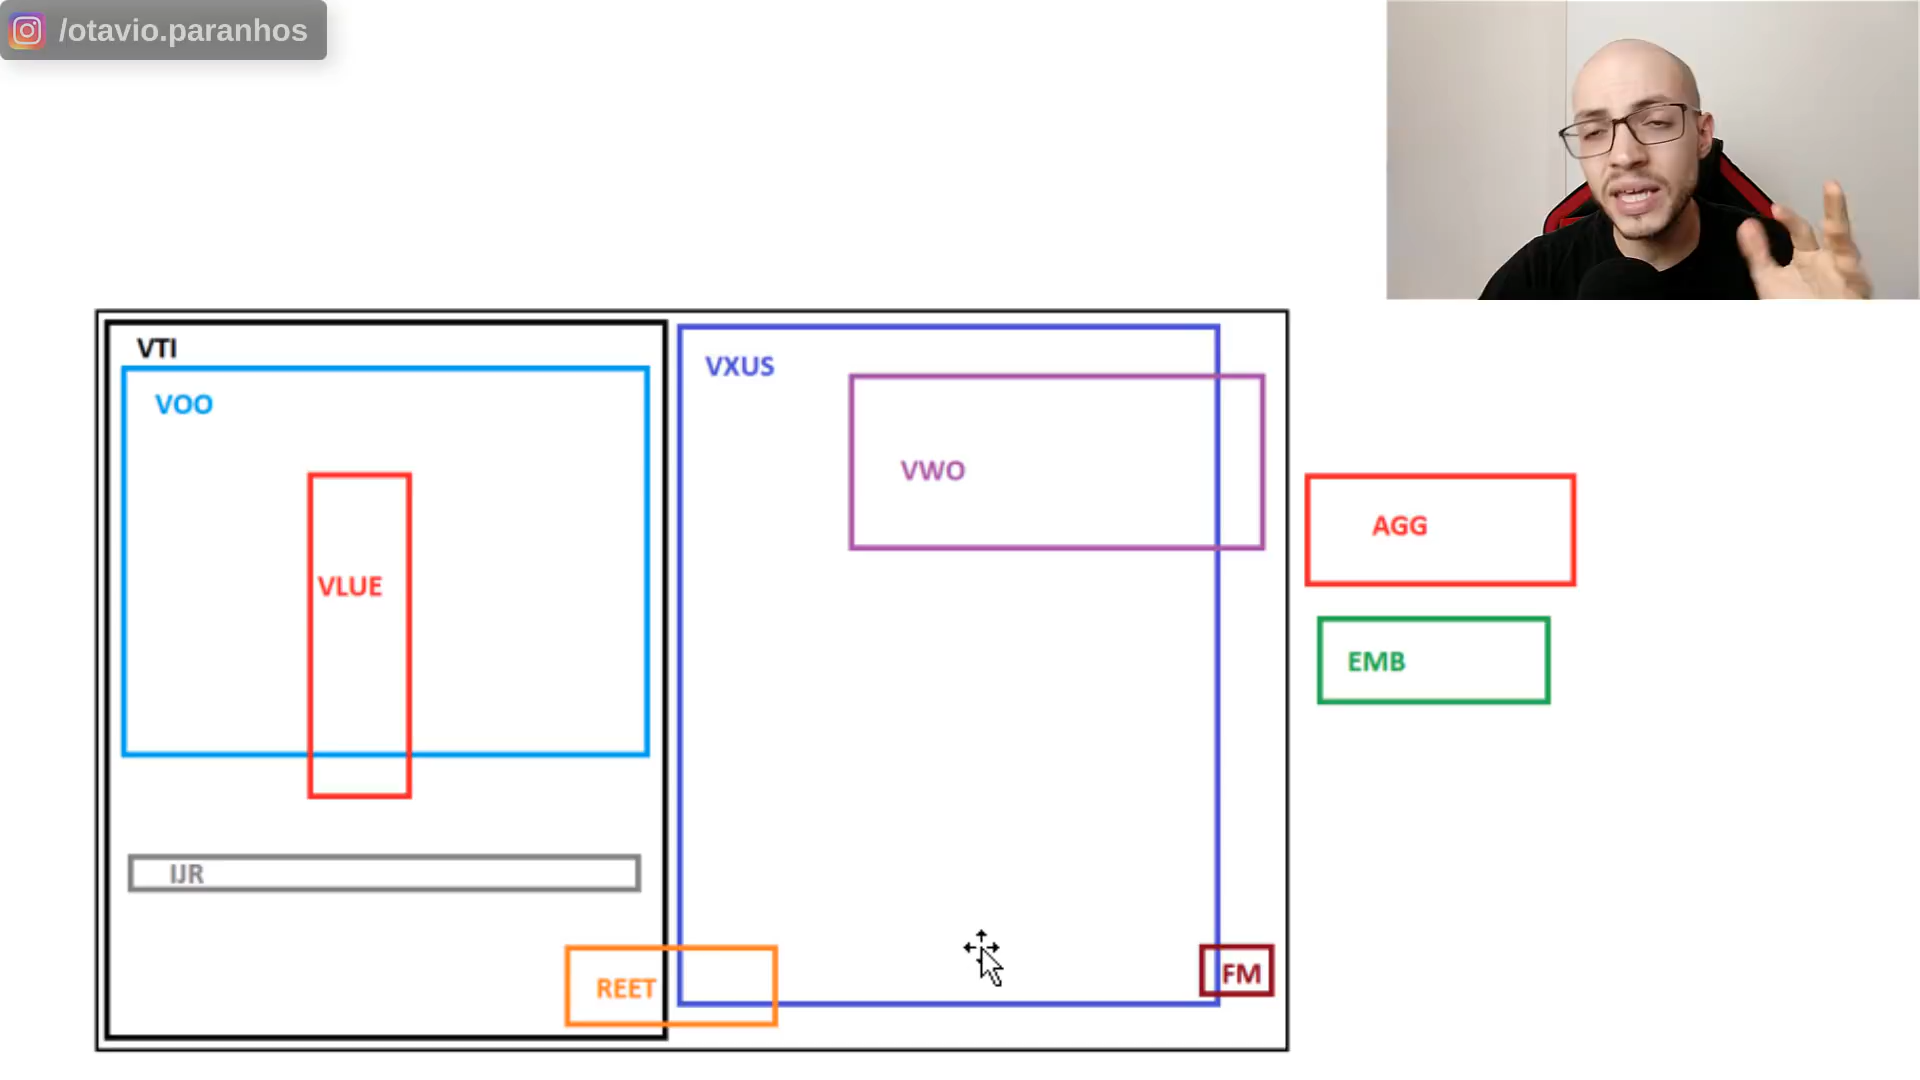 /otavio.paranhos
VTI
VOO
VLUE
IJR
REET
VXUS
VWO
FM
AGG
EMB